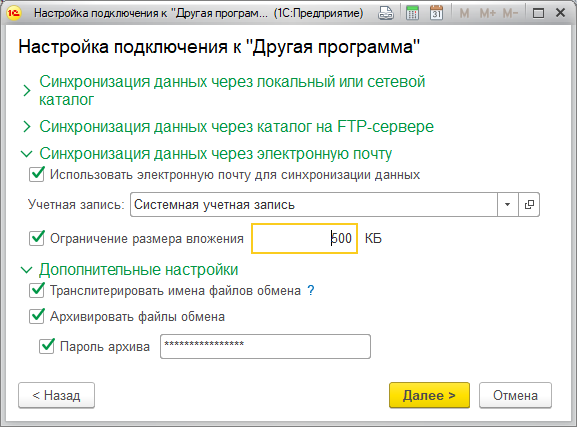 Настройка подключения к "Другая програм... (1С:Предприятие)
M M+ M-
Настройка подключения к "Другая программа"
Синхронизация данных через локальный или сетевой
каталог
Синхронизация данных через каталог на FTP-сервере
Синхронизация данных через электронную почту
Использовать электронную почту для синхронизации данных
Учетная запись: Системная учетная запись
Ограничение размера вложения 500 КБ
Дополнительные настройки
Транслитерировать имена файлов обмена ?
Архивировать файлы обмена
Пароль архива ****************
< Назад Далее > Отмена